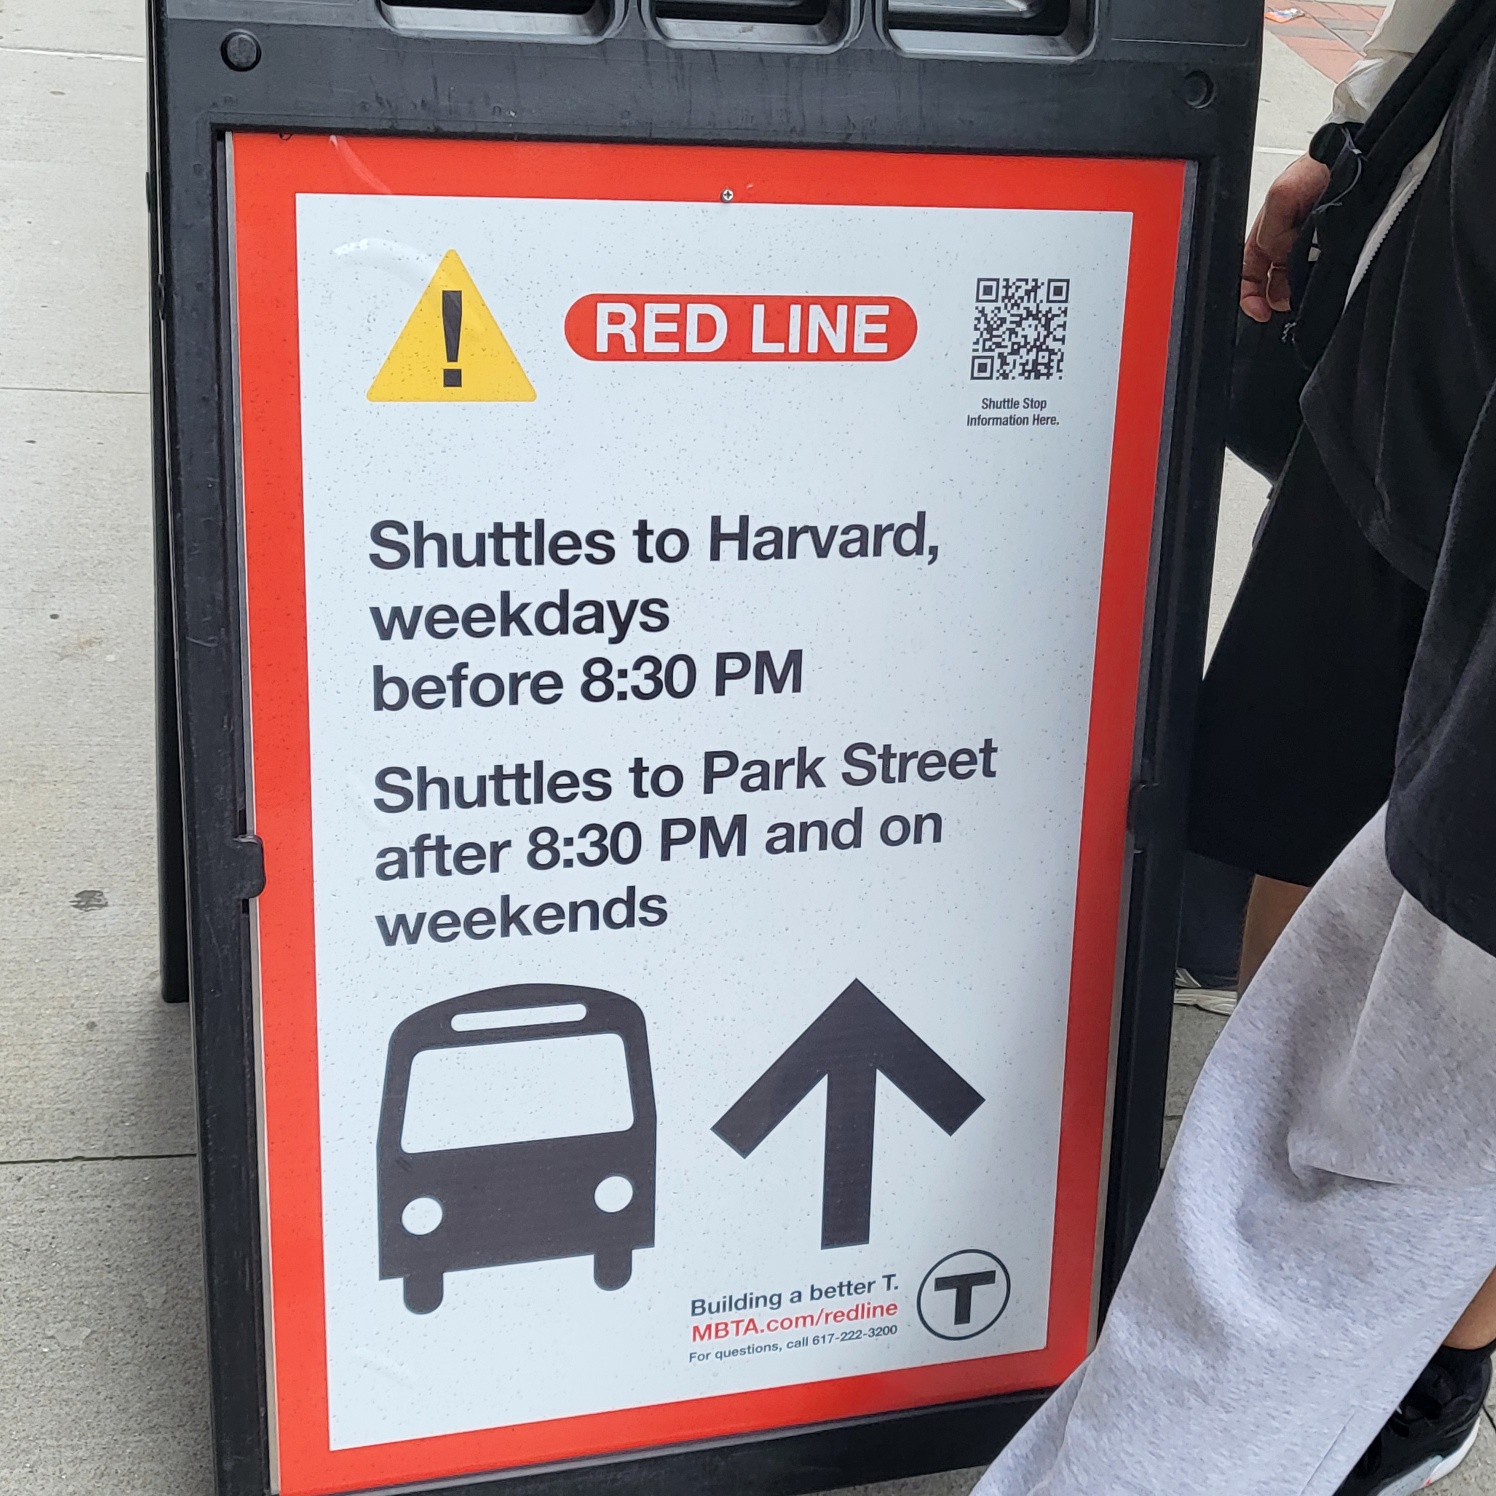 !
RED LINE
Shuttle Stop
Information Here.
Shuttles to Harvard,
weekdays
before 8:30 PM
Shuttles to Park Street
after 8:30 PM and on
weekends
Building a better T.
MBTA.com/redline
For questions, call 617-222-3200
T